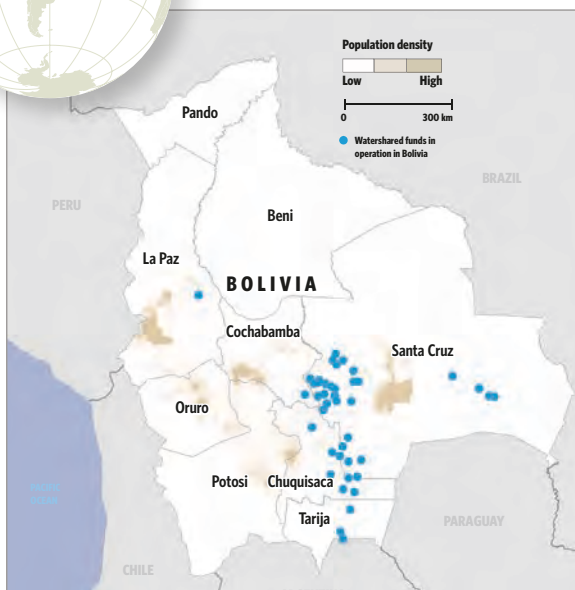 Population density
Low
High
0
300 km
Watershared funds in
operation in Bolivia
Pando
BRAZIL
PERU
Beni
La Paz
BOLIVIA
Cochabamba
Santa Cruz
Oruro
Potosi
Chuquisaca
Tarija
PARAGUAY
CHILE